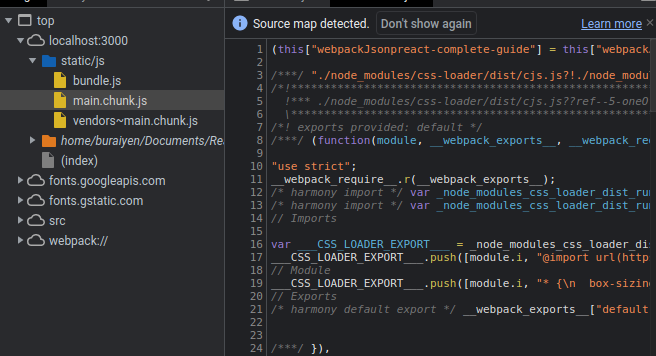 top
localhost:3000
static/js
bundle.js
main.chunk.js
vendors~main.chunk.js
home/buraiyen/Documents/Re
(index)
fonts.googleapis.com
fonts.gstatic.com
src
webpack://
Source map detected. Don't show again Learn more
1 (this["webpackJsonpreact-complete-guide"] = this["webpack
2
3 /***/ "./node_modules/css-loader/dist/cjs.js?!./node_modu
4 /*!****************************************************
5 !*** ./node_modules/css-loader/dist/cjs.js??ref--5-oneO
6 \****************************************************
7 /*! exports provided: default */
8 /***/ (function(module, __webpack_exports__, __webpack_req
9
10 "use strict";
11 __webpack_require__.r(__webpack_exports__);
12 /* harmony import */ var _node_modules_css_loader_dist_run
13 /* harmony import */ var _node_modules_css_loader_dist_run
14 // Imports
15
16 var ___CSS_LOADER_EXPORT___ = _node_modules_css_loader_dis
17 ___CSS_LOADER_EXPORT___.push([module.i, "@import url(http
18 // Module
19 ___CSS_LOADER_EXPORT___.push([module.i, "* {\n box-sizin
20 // Exports
21 /* harmony default export */ __webpack_exports__["default
22
23
24 /***/ }),